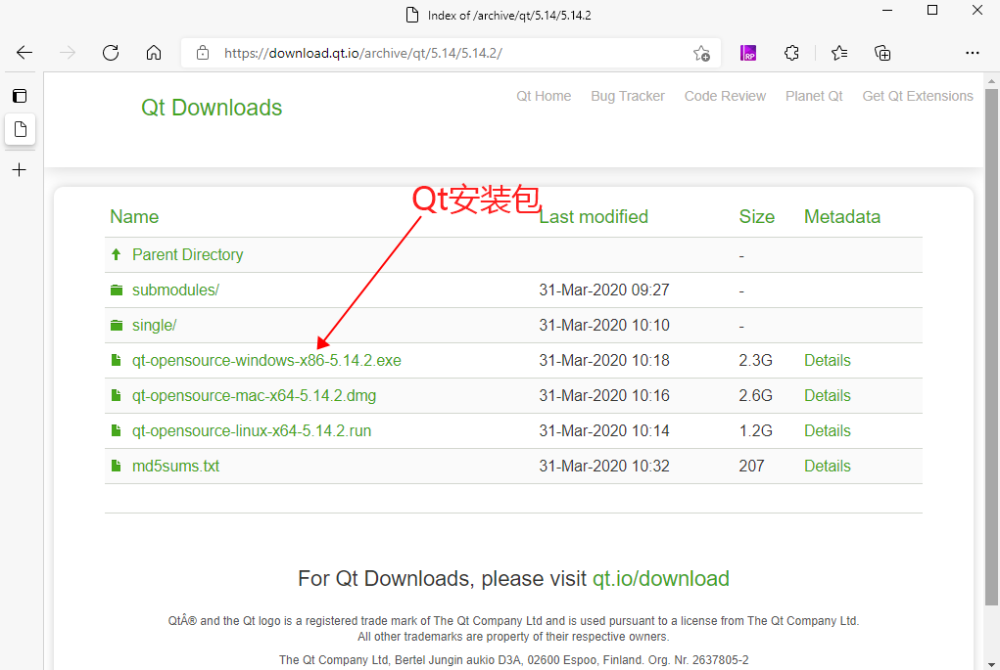 Index of /archive/qt/5.14/5.14.2
https://download.qt.io/archive/qt/5.14/5.14.2/
RP
Qt Downloads
Qt Home Bug Tracker Code Review Planet Qt Get Qt Extensions
Qt安装包
Name Last modified Size Metadata
Parent Directory -
submodules/ 31-Mar-2020 09:27 -
single/ 31-Mar-2020 10:10 -
qt-opensource-windows-x86-5.14.2.exe 31-Mar-2020 10:18 2.3G Details
qt-opensource-mac-x64-5.14.2.dmg 31-Mar-2020 10:16 2.6G Details
qt-opensource-linux-x64-5.14.2.run 31-Mar-2020 10:14 1.2G Details
md5sums.txt 31-Mar-2020 10:32 207 Details
For Qt Downloads, please visit qt.io/download
QtÂ® and the Qt logo is a registered trade mark of The Qt Company Ltd and is used pursuant to a license from The Qt Company Ltd.
All other trademarks are property of their respective owners.
The Qt Company Ltd, Bertel Jungin aukio D3A, 02600 Espoo, Finland. Org. Nr. 2637805-2